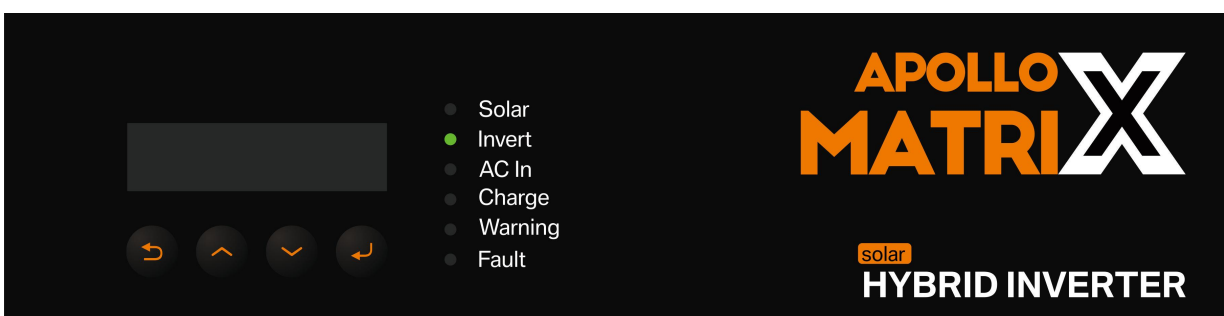 Solar
Invert
AC In
Charge
Warning
Fault
APOLLO
MATRIX
solar
HYBRID INVERTER